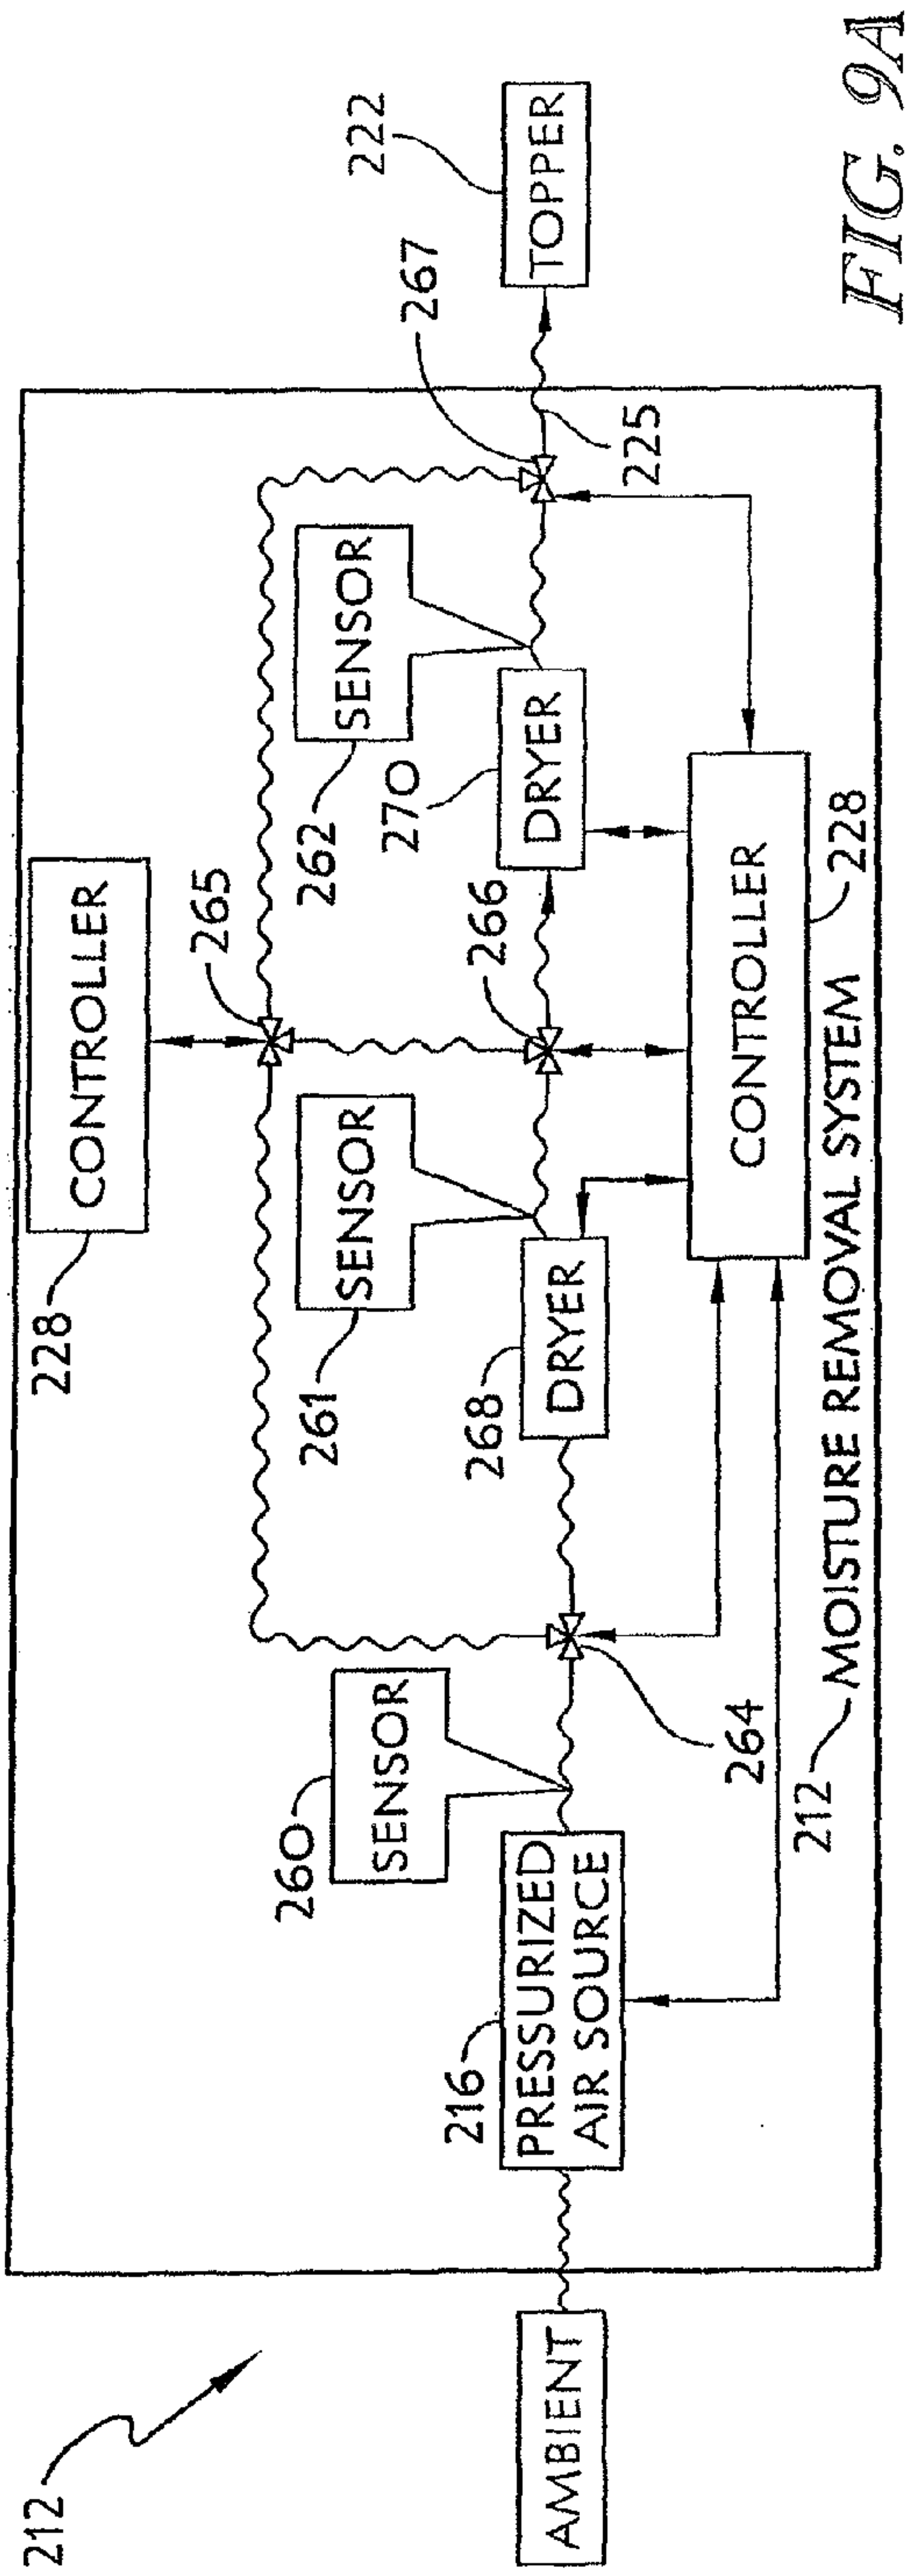 212
228
CONTROLLER
265
260
SENSOR
261
SENSOR
262
SENSOR
267
222
AMBIENT
216
PRESSURIZED
AIR SOURCE
264
268
DRYER
266
270
DRYER
225
TOPPER
CONTROLLER
228
212
MOISTURE REMOVAL SYSTEM
FIG. 9A